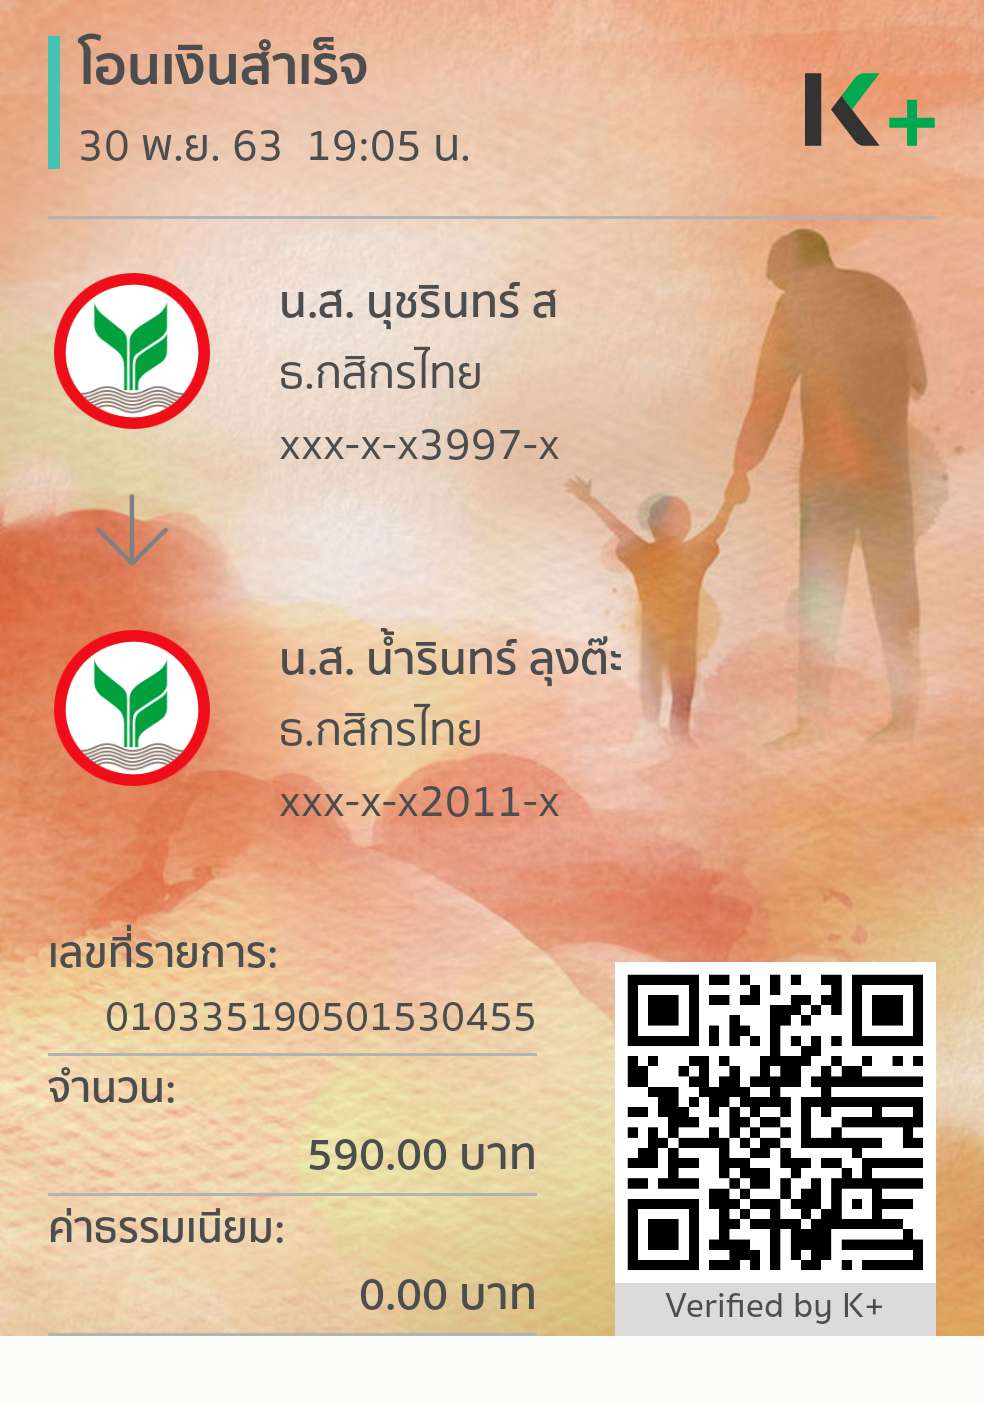 โอนเงินสำเร็จ
30 พ.ย. 63  19:05 น.
K+
น.ส. นุชรินทร์ ส
ธ.กสิกรไทย
xxx-x-x3997-x
น.ส. น้ำรินทร์ ลุงต๊ะ
ธ.กสิกรไทย
xxx-x-x2011-x
เลขที่รายการ:
010335190501530455
จำนวน:
590.00 บาท
ค่าธรรมเนียม:
0.00 บาท
Verified by K+